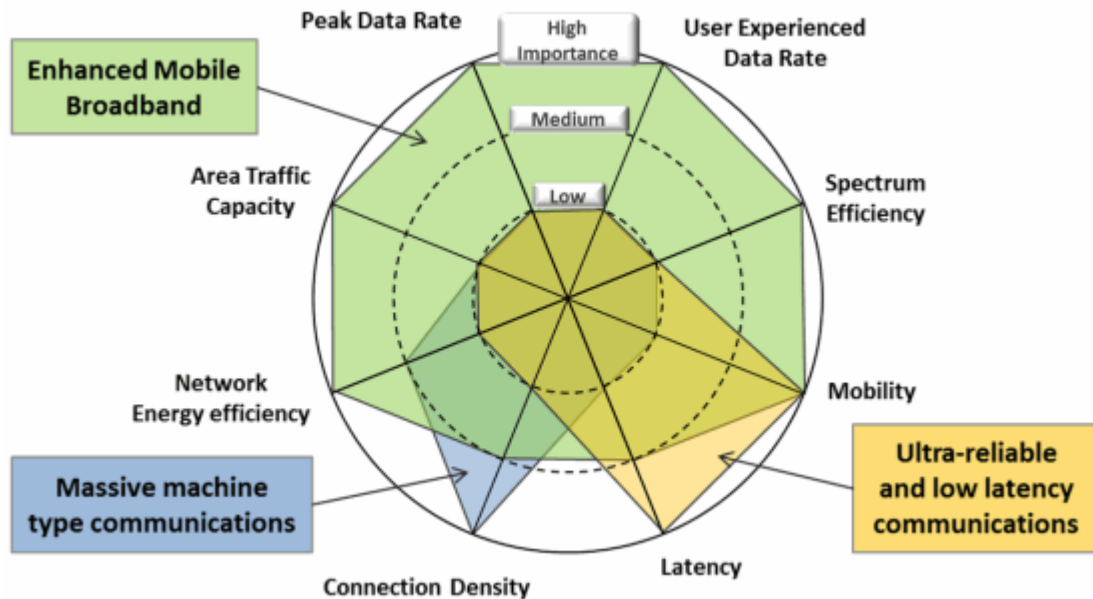 Peak Data Rate
High
Importance
User Experienced
Data Rate
Enhanced Mobile
Broadband
Medium
Area Traffic
Capacity
Low
Spectrum
Efficiency
Network
Energy efficiency
Mobility
Massive machine
type communications
Ultra-reliable
and low latency
communications
Connection Density
Latency